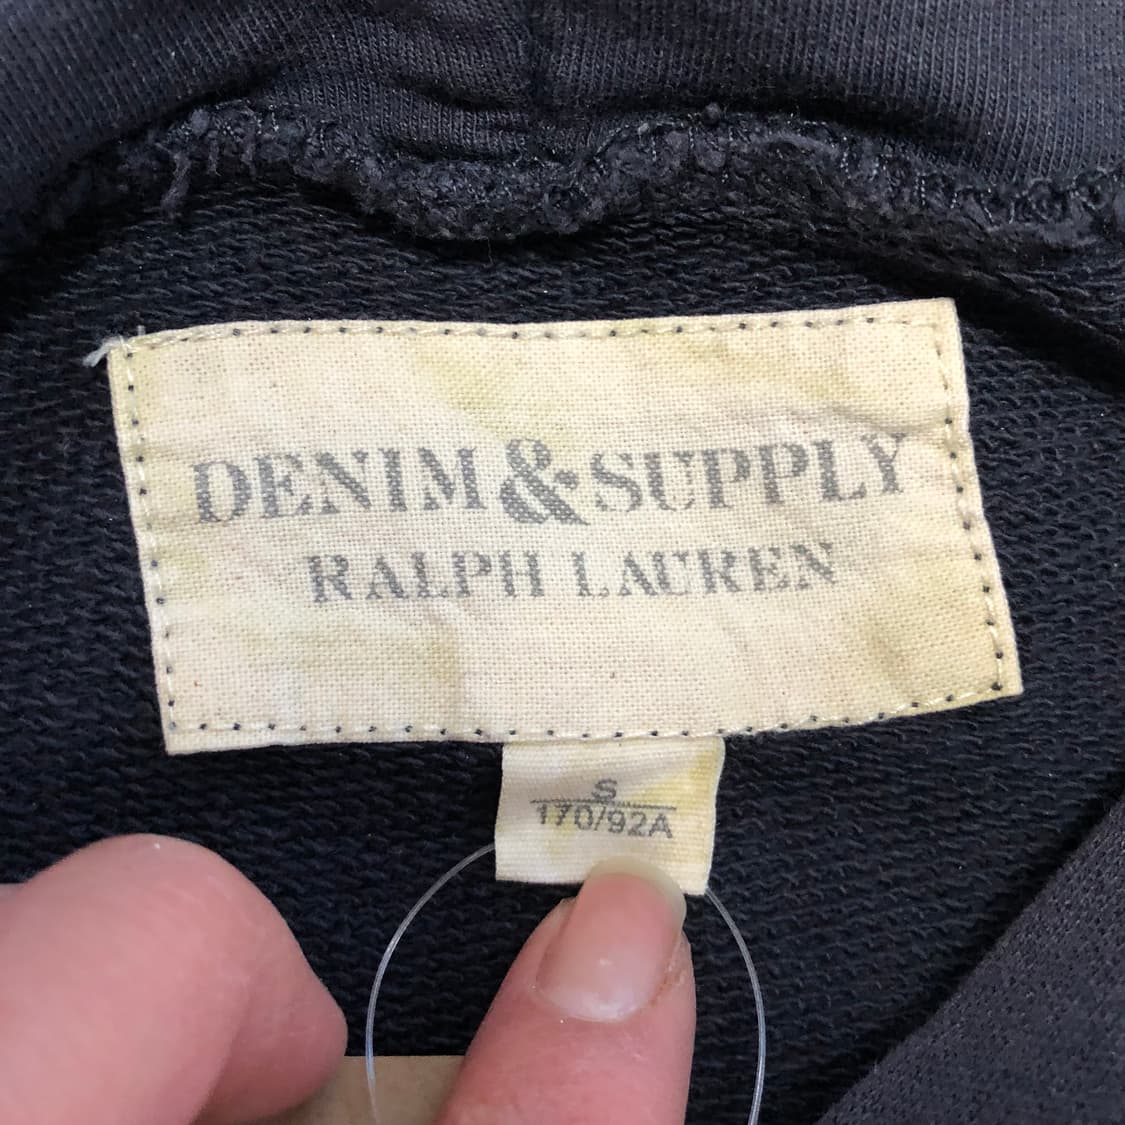 DENIM & SUPPLY
RALPH LAUREN
S
170/92A